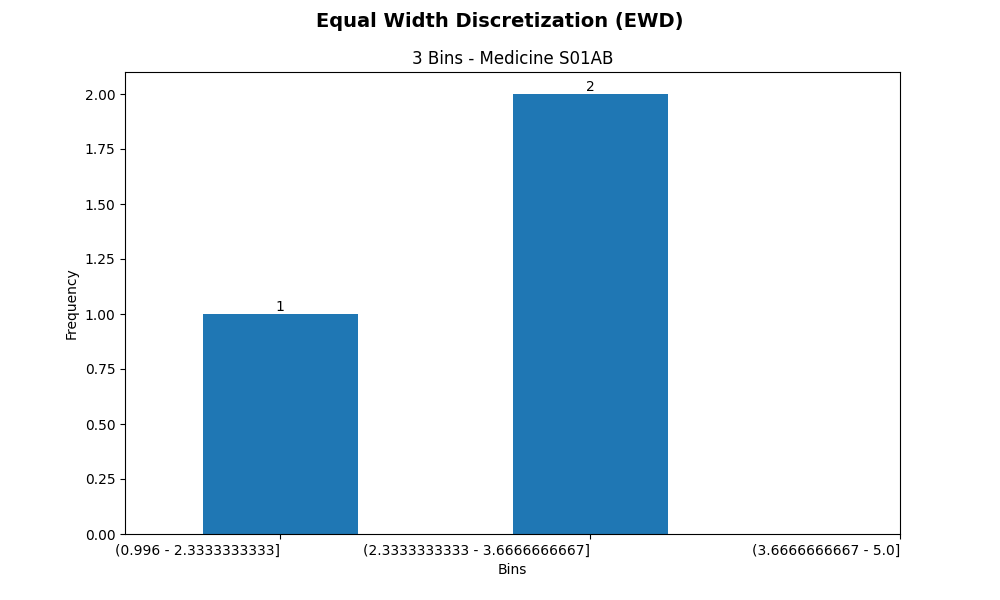 Equal Width Discretization (EWD)
3 Bins - Medicine S01AB
2.00
1.75
1.50
1.25
1.00
0.75
0.50
0.25
0.00
Frequency
1
2
(0.996 - 2.3333333333]
(2.3333333333 - 3.6666666667]
(3.6666666667 - 5.0]
Bins